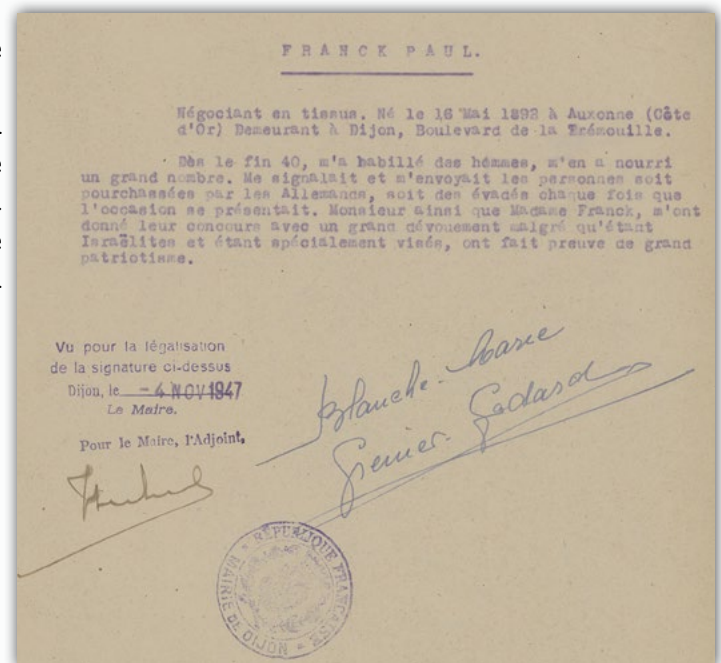 FRANCK PAUL.
Négociant en tissus. Né le 16 Mai 1892 à Auxonne (Côte
d'Or) Demeurant à Dijon, Boulevard de la Trémouille.
Dès le fin 40, m'a habillé des hommes, m'en a nourri
un grand nombre. Me signalait et m'envoyait les personnes soit
pourchassées par les Allemands, soit des évadés chaque fois que
l'occasion se présentait. Monsieur ainsi que Madame Franck, m'ont
donné leur concours avec un grand dévouement malgré qu'étant
Israëlites et étant spécialement visés, ont fait preuve de grand
patriotisme.
Vu pour la légalisation
de la signature ci-dessus
Dijon, le -4 NOV 1947
Le Maire.
Pour le Maire, l'Adjoint,
Blanche-Marie
Grenier-Godard
RÉPUBLIQUE FRANÇAISE
MAIRIE DE DIJON